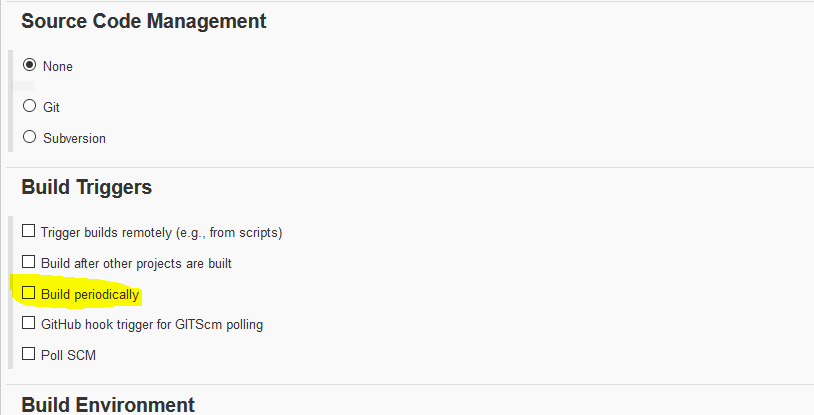 Source Code Management
None
Git
Subversion
Build Triggers
Trigger builds remotely (e.g., from scripts)
Build after other projects are built
Build periodically
GitHub hook trigger for GITScm polling
Poll SCM
Build Environment